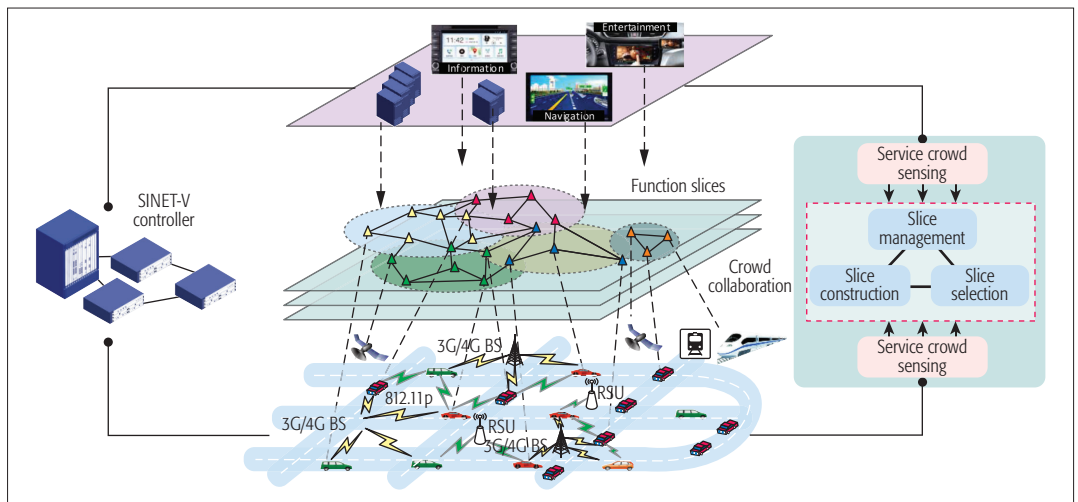 Entertainment
11:42
Information
Navigation
SINET-V
controller
Function slices
Crowd
collaboration
Service crowd
sensing
Slice
management
Slice
construction
Slice
selection
Service crowd
sensing
3G/4G BS
812.11p
RSU
3G/4G BS
RSU
3G/4G BS